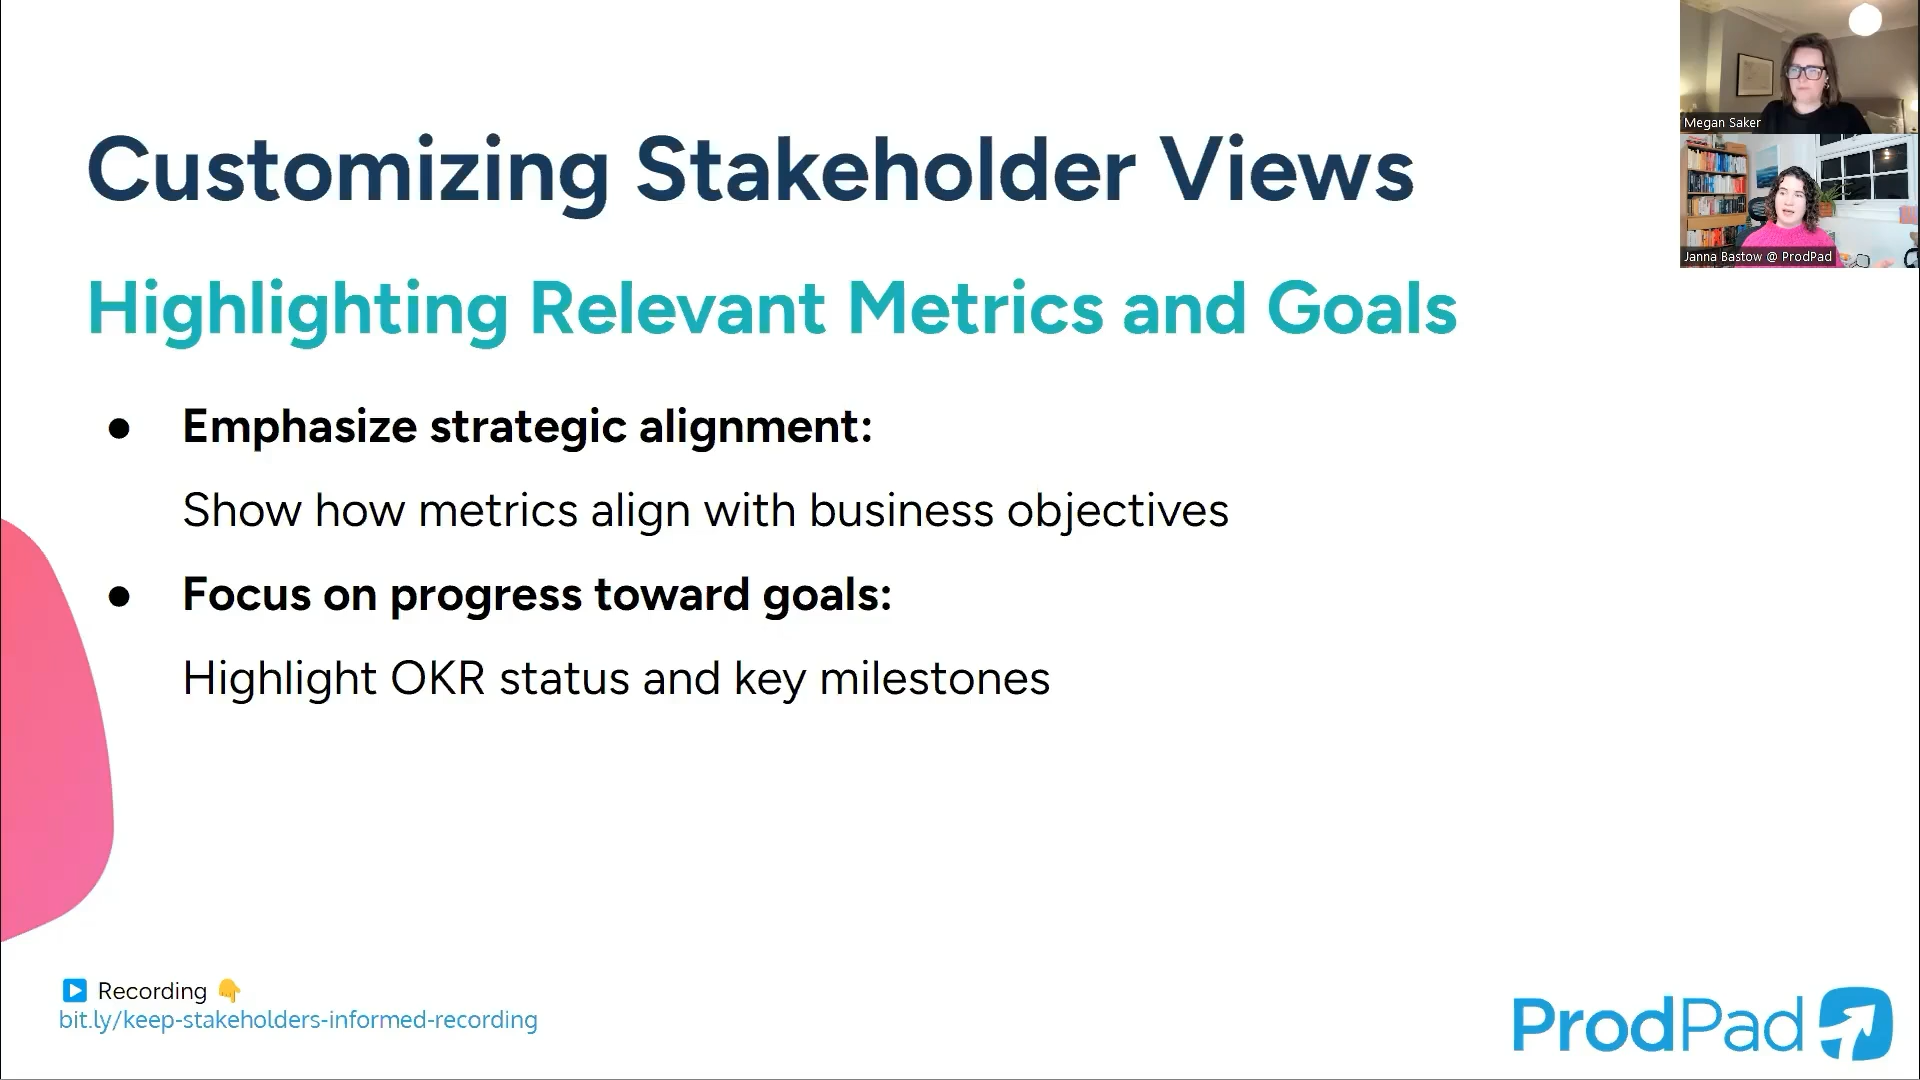 Customizing Stakeholder Views
Highlighting Relevant Metrics and Goals
● Emphasize strategic alignment:
Show how metrics align with business objectives
● Focus on progress toward goals:
Highlight OKR status and key milestones
Megan Saker
Janna Bastow @ ProdPad
▶️ Recording 👇
bit.ly/keep-stakeholders-informed-recording
ProdPad